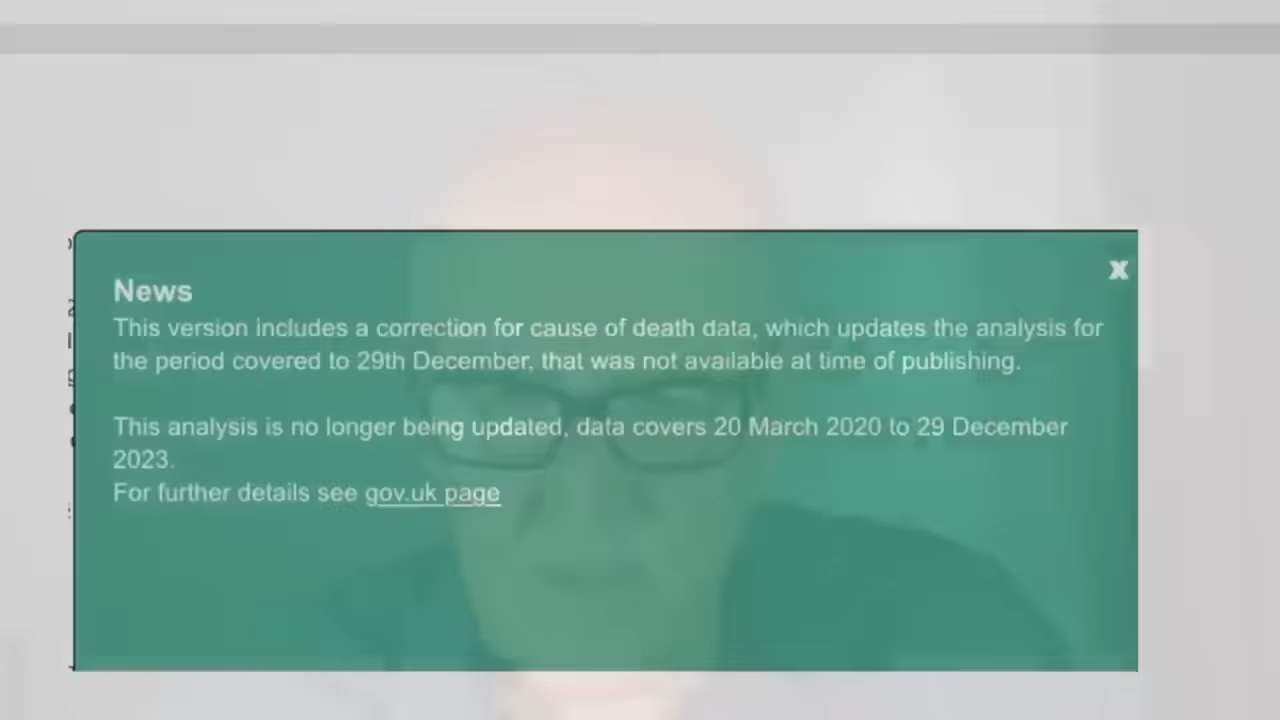 News
x
This version includes a correction for cause of death data, which updates the analysis for
the period covered to 29th December, that was not available at time of publishing.
This analysis is no longer being updated, data covers 20 March 2020 to 29 December
2023.
For further details see gov.uk page